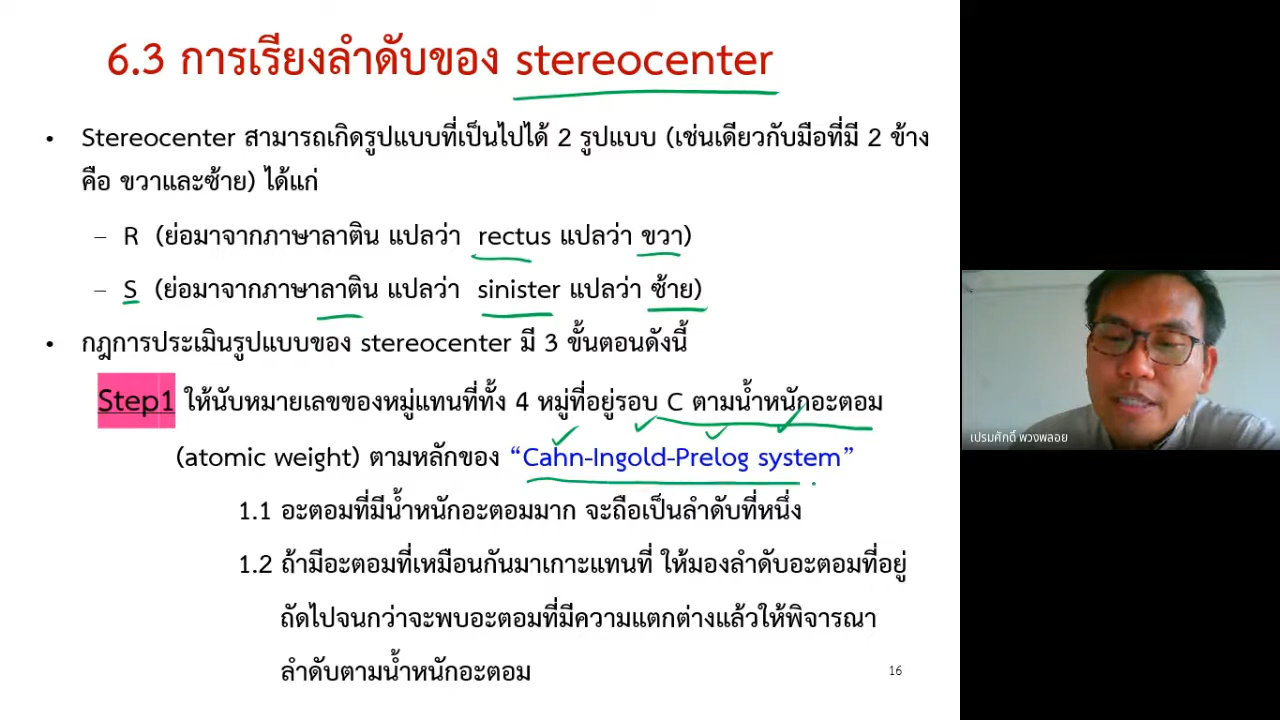 6.3 การเรียงลำดับของ stereocenter
• Stereocenter สามารถเกิดรูปแบบที่เป็นไปได้ 2 รูปแบบ (เช่นเดียวกับมือที่มี 2 ข้าง
คือ ขวาและซ้าย) ได้แก่
– R (ย่อมาจากภาษาลาติน แปลว่า rectus แปลว่า ขวา)
– S (ย่อมาจากภาษาลาติน แปลว่า sinister แปลว่า ซ้าย)
• กฎการประเมินรูปแบบของ stereocenter มี 3 ขั้นตอนดังนี้
Step1 ให้นับหมายเลขของหมู่แทนที่ทั้ง 4 หมู่ที่อยู่รอบ C ตามน้ำหนักอะตอม
(atomic weight) ตามหลักของ “Cahn-Ingold-Prelog system”
1.1 อะตอมที่มีน้ำหนักอะตอมมาก จะถือเป็นลำดับที่หนึ่ง
1.2 ถ้ามีอะตอมที่เหมือนกันมาเกาะแทนที่ ให้มองลำดับอะตอมที่อยู่
ถัดไปจนกว่าจะพบอะตอมที่มีความแตกต่างแล้วให้พิจารณา
ลำดับตามน้ำหนักอะตอม
16
เปรมศักดิ์ พวงพลอย